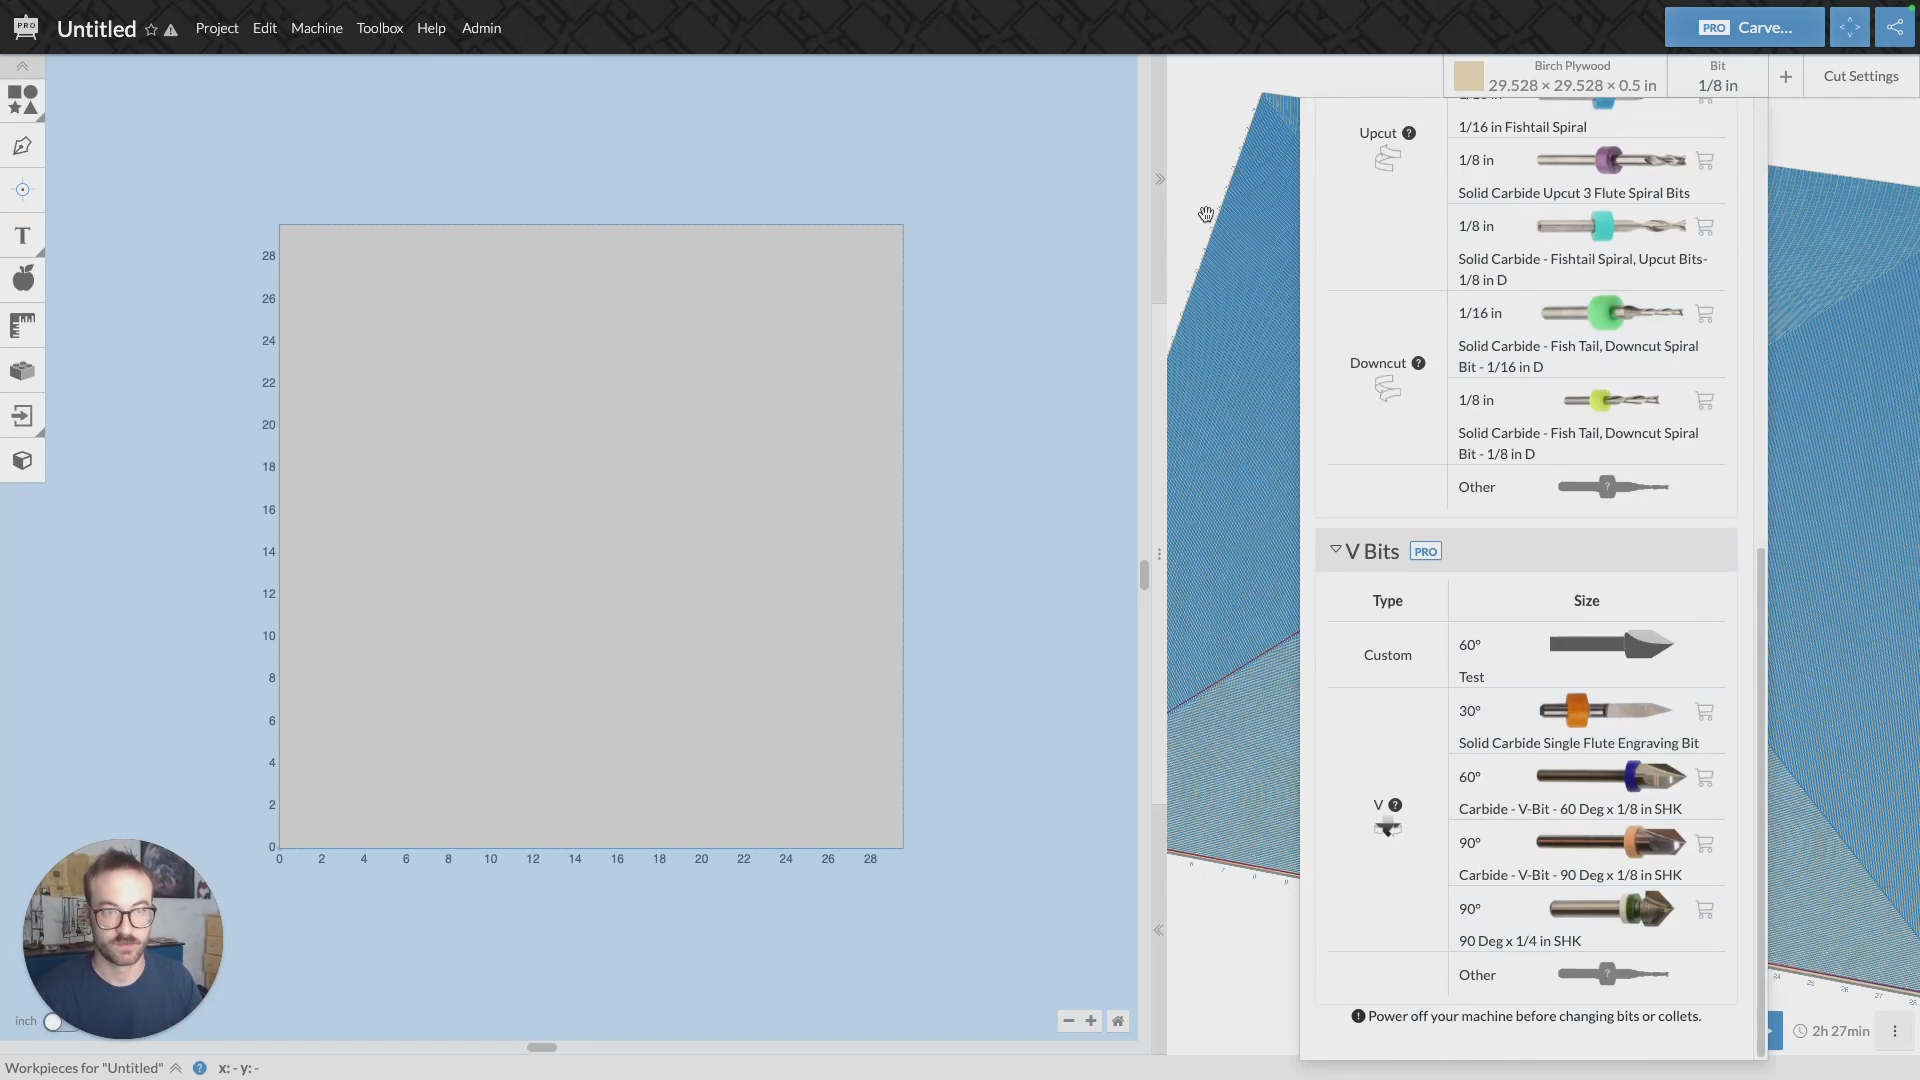 PRO
Untitled
Project
Edit
Machine
Toolbox
Help
Admin
PRO Carve...
Birch Plywood
29.528 × 29.528 × 0.5 in
Bit
1/8 in
+
Cut Settings
Upcut ?
1/16 in Fishtail Spiral
1/8 in
Solid Carbide Upcut 3 Flute Spiral Bits
1/8 in
Solid Carbide - Fishtail Spiral, Upcut Bits-
1/8 in D
Downcut ?
1/16 in
Solid Carbide - Fish Tail, Downcut Spiral
Bit - 1/16 in D
1/8 in
Solid Carbide - Fish Tail, Downcut Spiral
Bit - 1/8 in D
Other
?
V Bits PRO
Type
Size
Custom
60°
Test
V ?
30°
Solid Carbide Single Flute Engraving Bit
60°
Carbide - V-Bit - 60 Deg x 1/8 in SHK
90°
Carbide - V-Bit - 90 Deg x 1/8 in SHK
90°
90 Deg x 1/4 in SHK
Other
?
! Power off your machine before changing bits or collets.
28
26
24
22
20
18
16
14
12
10
8
6
4
2
0
0 2 4 6 8 10 12 14 16 18 20 22 24 26 28
inch
2h 27min
Workpieces for "Untitled"
?
x: - y: -